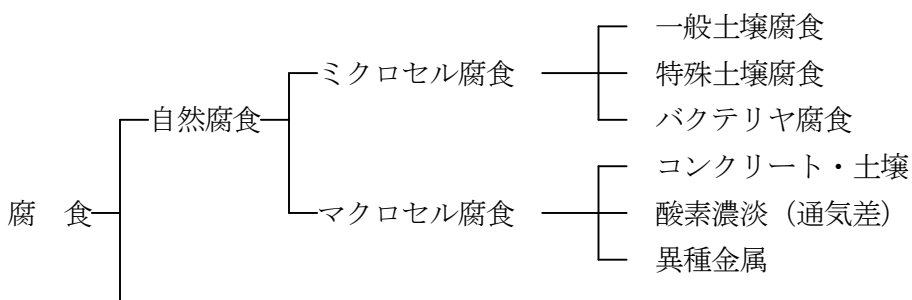 一般土壌腐食
ミクロセル腐食 特殊土壌腐食
自然腐食 バクテリヤ腐食
コンクリート・土壌
腐 食 マクロセル腐食 酸素濃淡（通気差）
異種金属